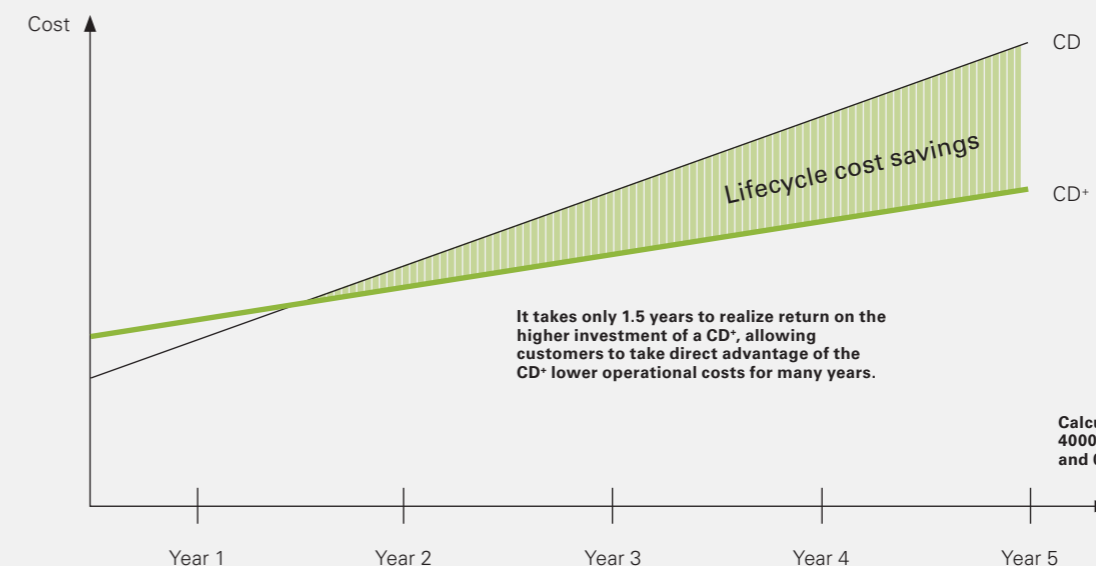 Cost
CD
Lifecycle cost savings
CD⁺
It takes only 1.5 years to realize return on the
higher investment of a CD⁺, allowing
customers to take direct advantage of the
CD⁺ lower operational costs for many years.
4000
and
Year 1 Year 2 Year 3 Year 4 Year 5